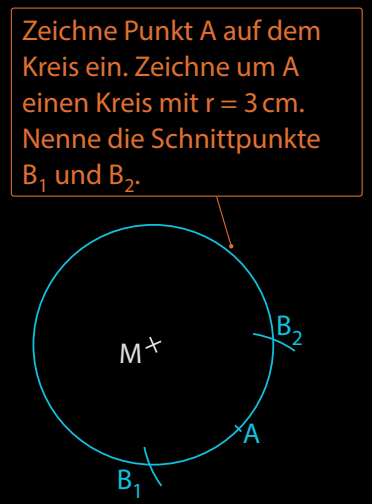 Zeichne Punkt A auf dem
Kreis ein. Zeichne um A
einen Kreis mit r = 3 cm.
Nenne die Schnittpunkte
B₁ und B₂.
B₂
M
A
B₁